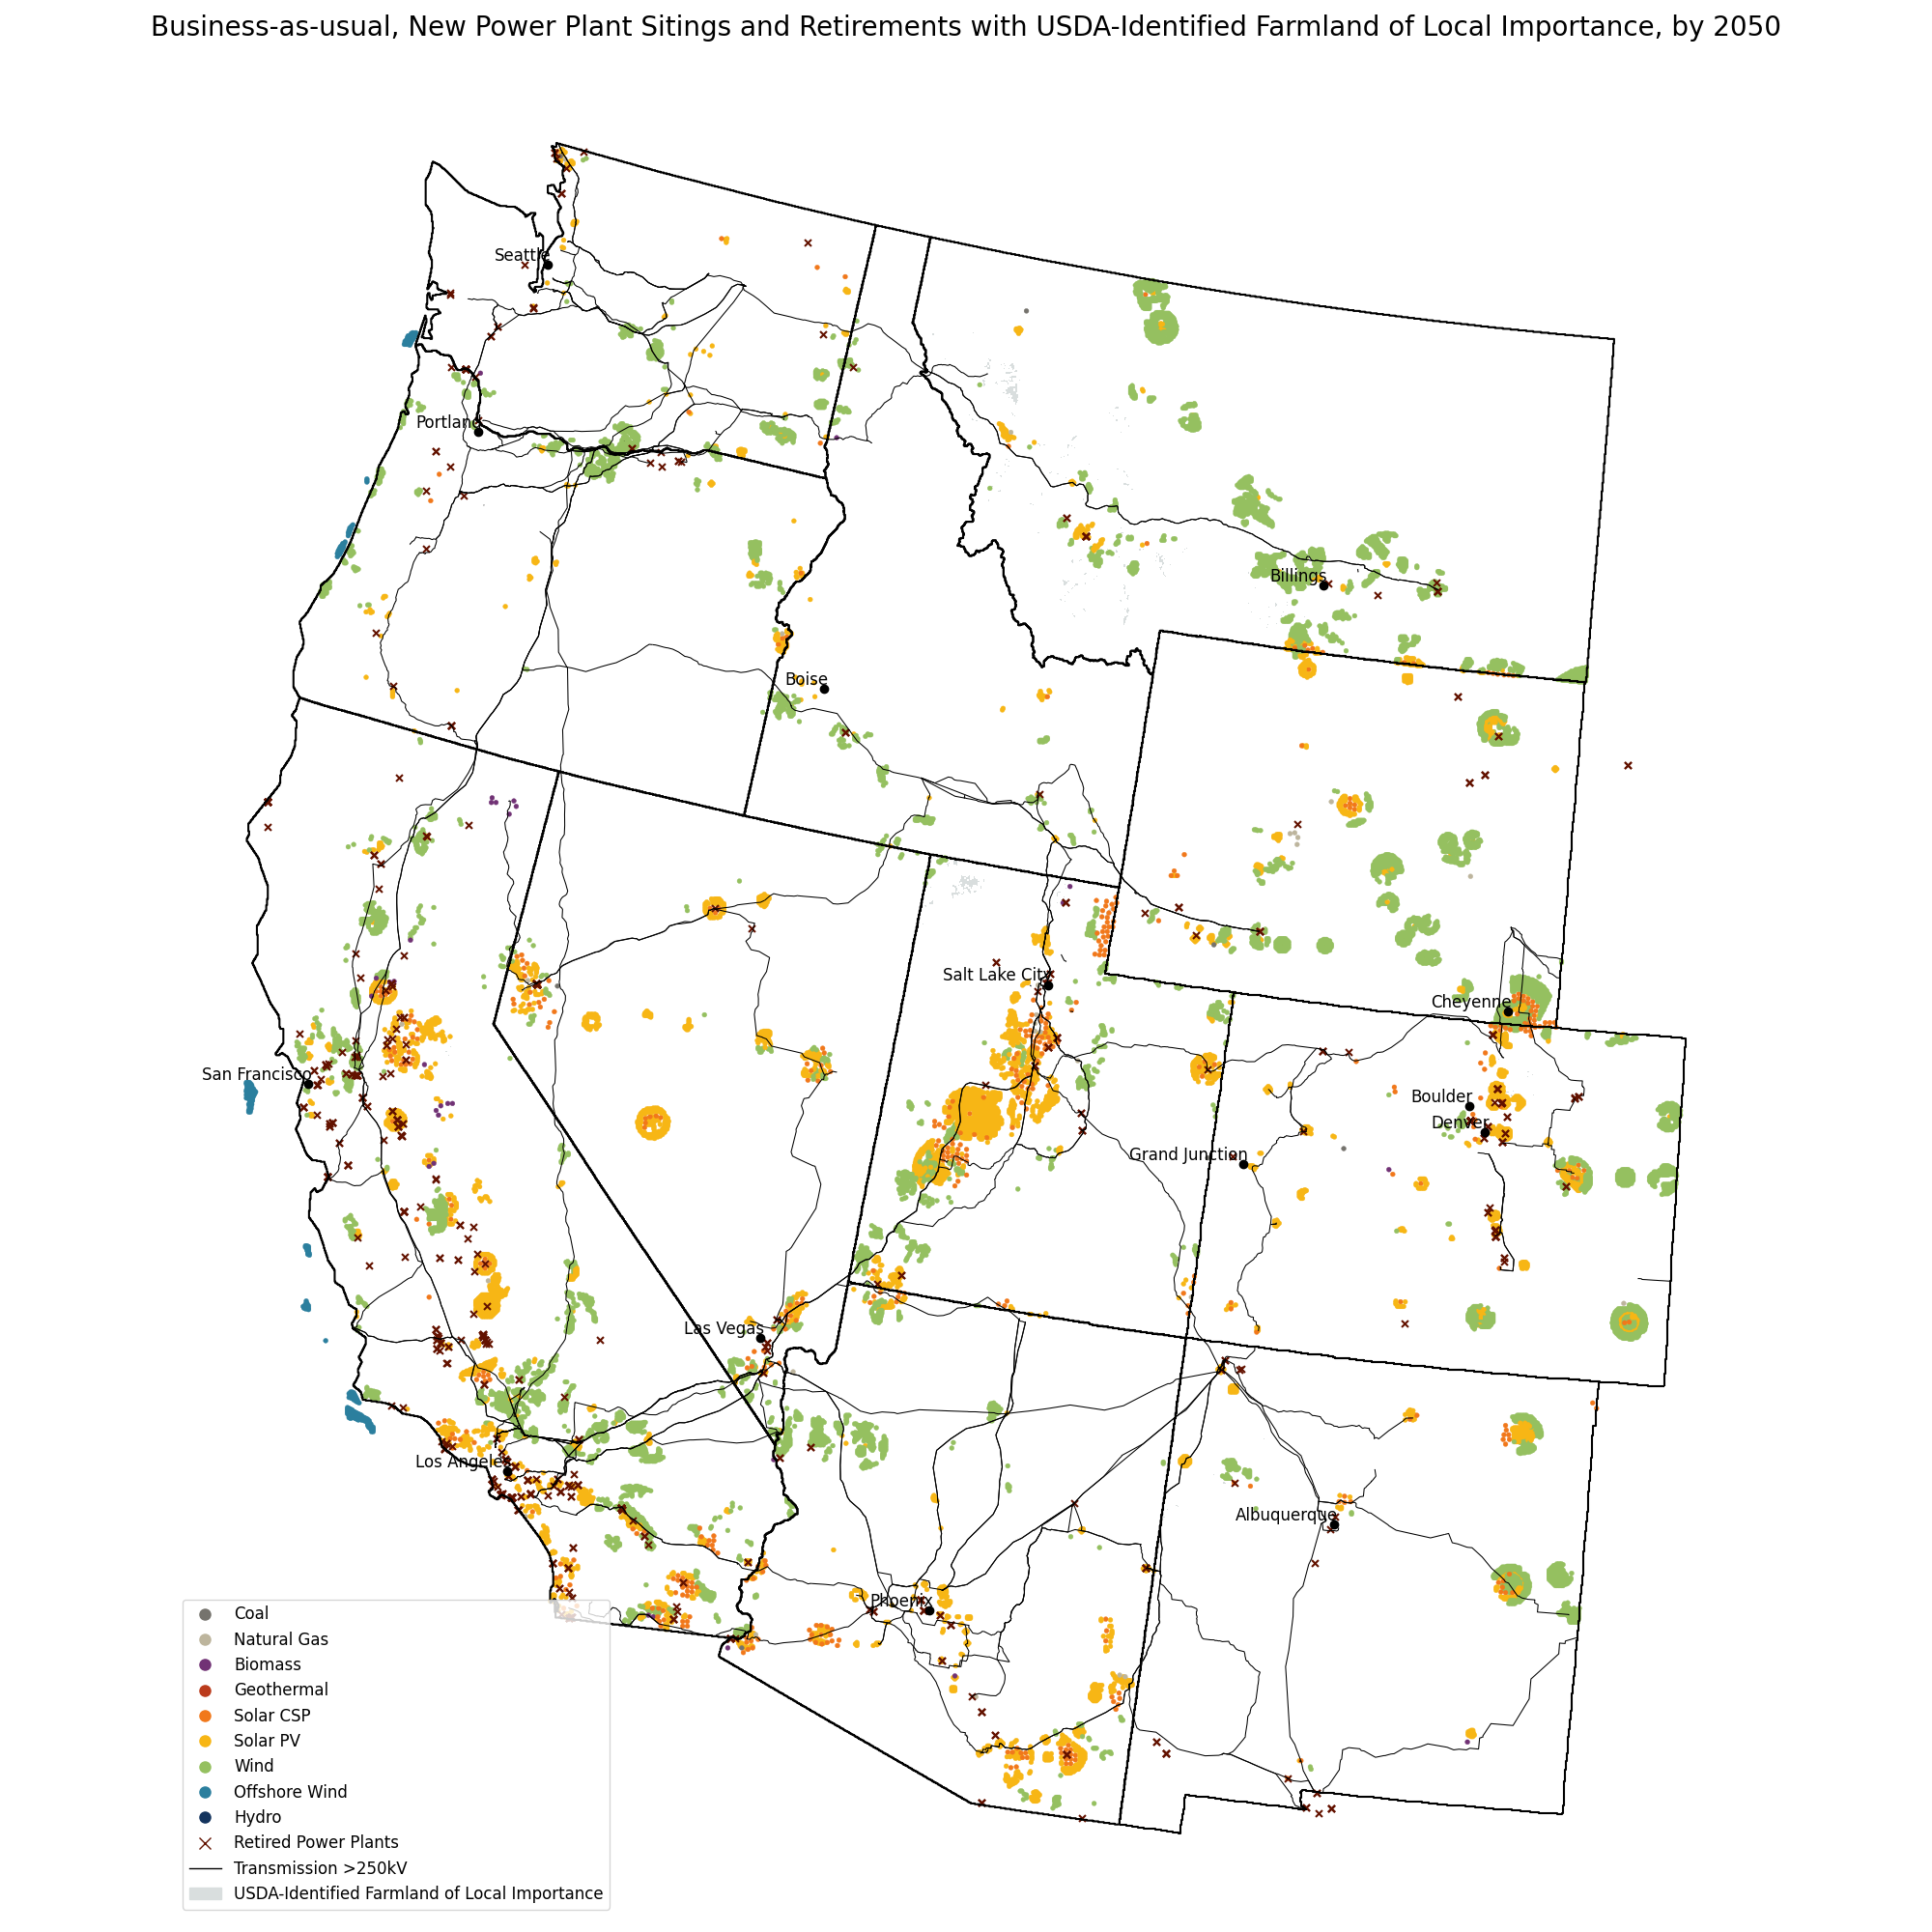 Business-as-usual, New Power Plant Sitings and Retirements with USDA-Identified Farmland of Local Importance, by 2050
Seattle
Portland
Billings
Boise
Salt Lake City
Cheyenne
San Francisco
Boulder
Denver
Grand Junction
Las Vegas
Los Angeles
Albuquerque
Phoenix
Coal
Natural Gas
Biomass
Geothermal
Solar CSP
Solar PV
Wind
Offshore Wind
Hydro
Retired Power Plants
Transmission >250kV
USDA-Identified Farmland of Local Importance